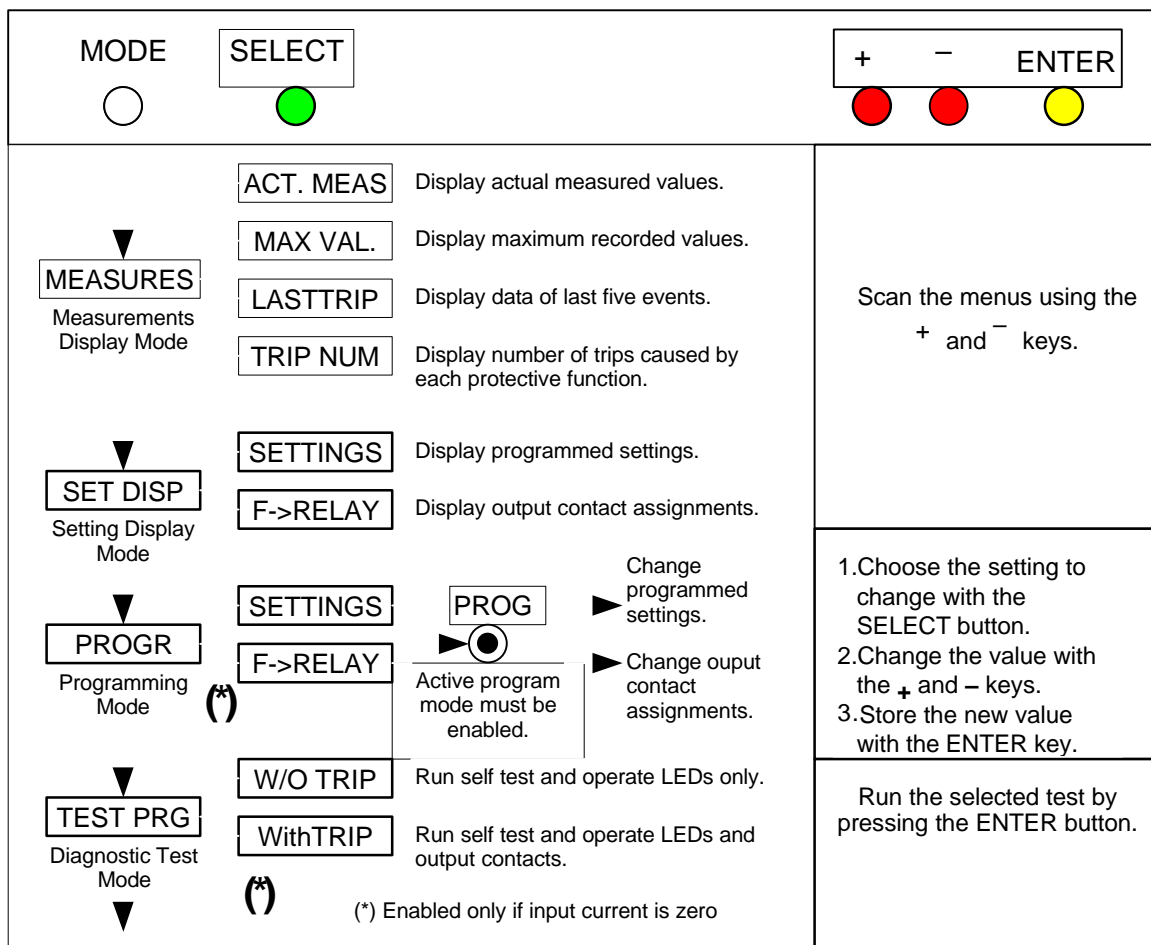 MODE
SELECT
+ − ENTER
ACT. MEAS
Display actual measured values.
MAX VAL.
Display maximum recorded values.
MEASURES
Measurements
Display Mode
LASTTRIP
Display data of last five events.
TRIP NUM
Display number of trips caused by
each protective function.
Scan the menus using the
+ and − keys.
SET DISP
Setting Display
Mode
SETTINGS
Display programmed settings.
F->RELAY
Display output contact assignments.
PROGR
Programming
Mode
(*)
SETTINGS
F->RELAY
PROG
Active program
mode must be
enabled.
Change
programmed
settings.
Change ouput
contact
assignments.
1.Choose the setting to
change with the
SELECT button.
2.Change the value with
the + and − keys.
3.Store the new value
with the ENTER key.
TEST PRG
Diagnostic Test
Mode
(*)
W/O TRIP
Run self test and operate LEDs only.
WithTRIP
Run self test and operate LEDs and
output contacts.
(*) Enabled only if input current is zero
Run the selected test by
pressing the ENTER button.